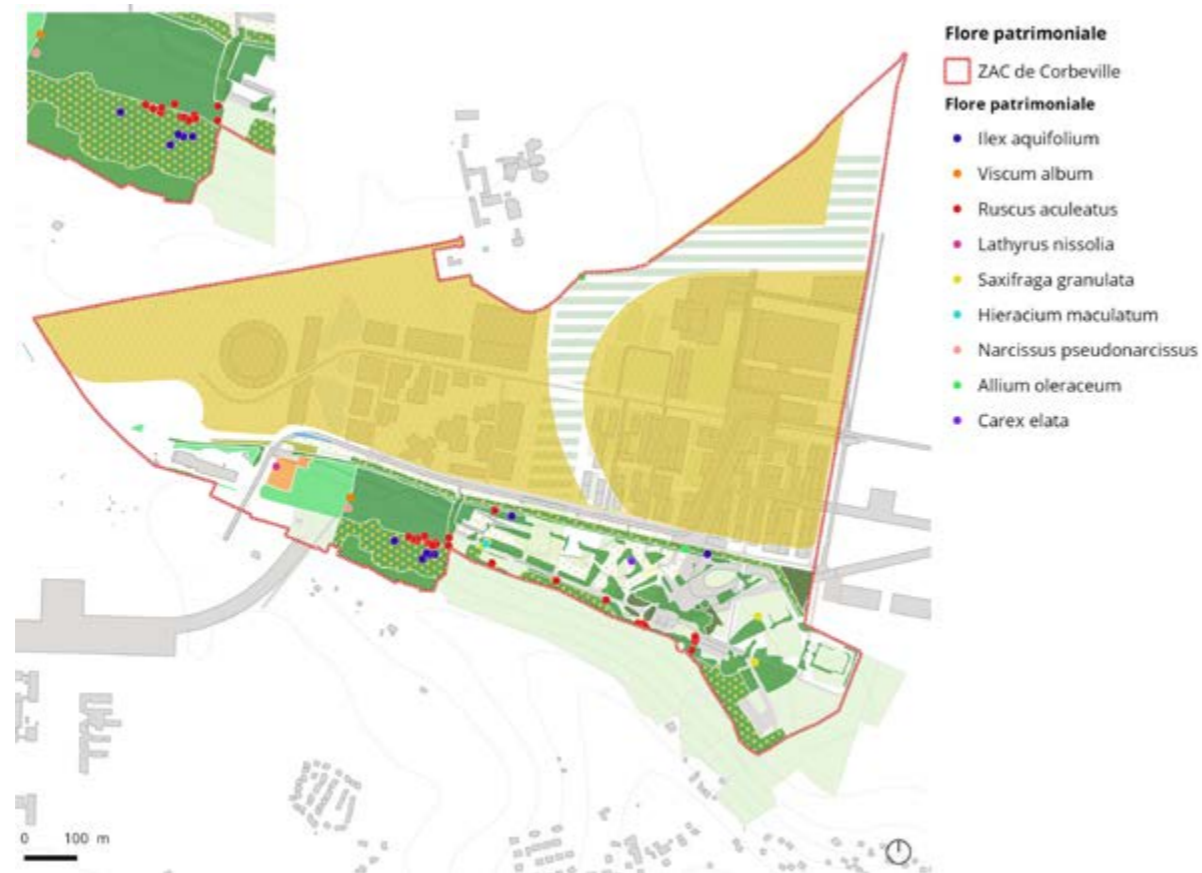 Flore patrimoniale
ZAC de Corbeville
Flore patrimoniale
Ilex aquifolium
Viscum album
Ruscus aculeatus
Lathyrus nissolia
Saxifraga granulata
Hieracium maculatum
Narcissus pseudonarcissus
Allium oleraceum
Carex elata
0 100 m